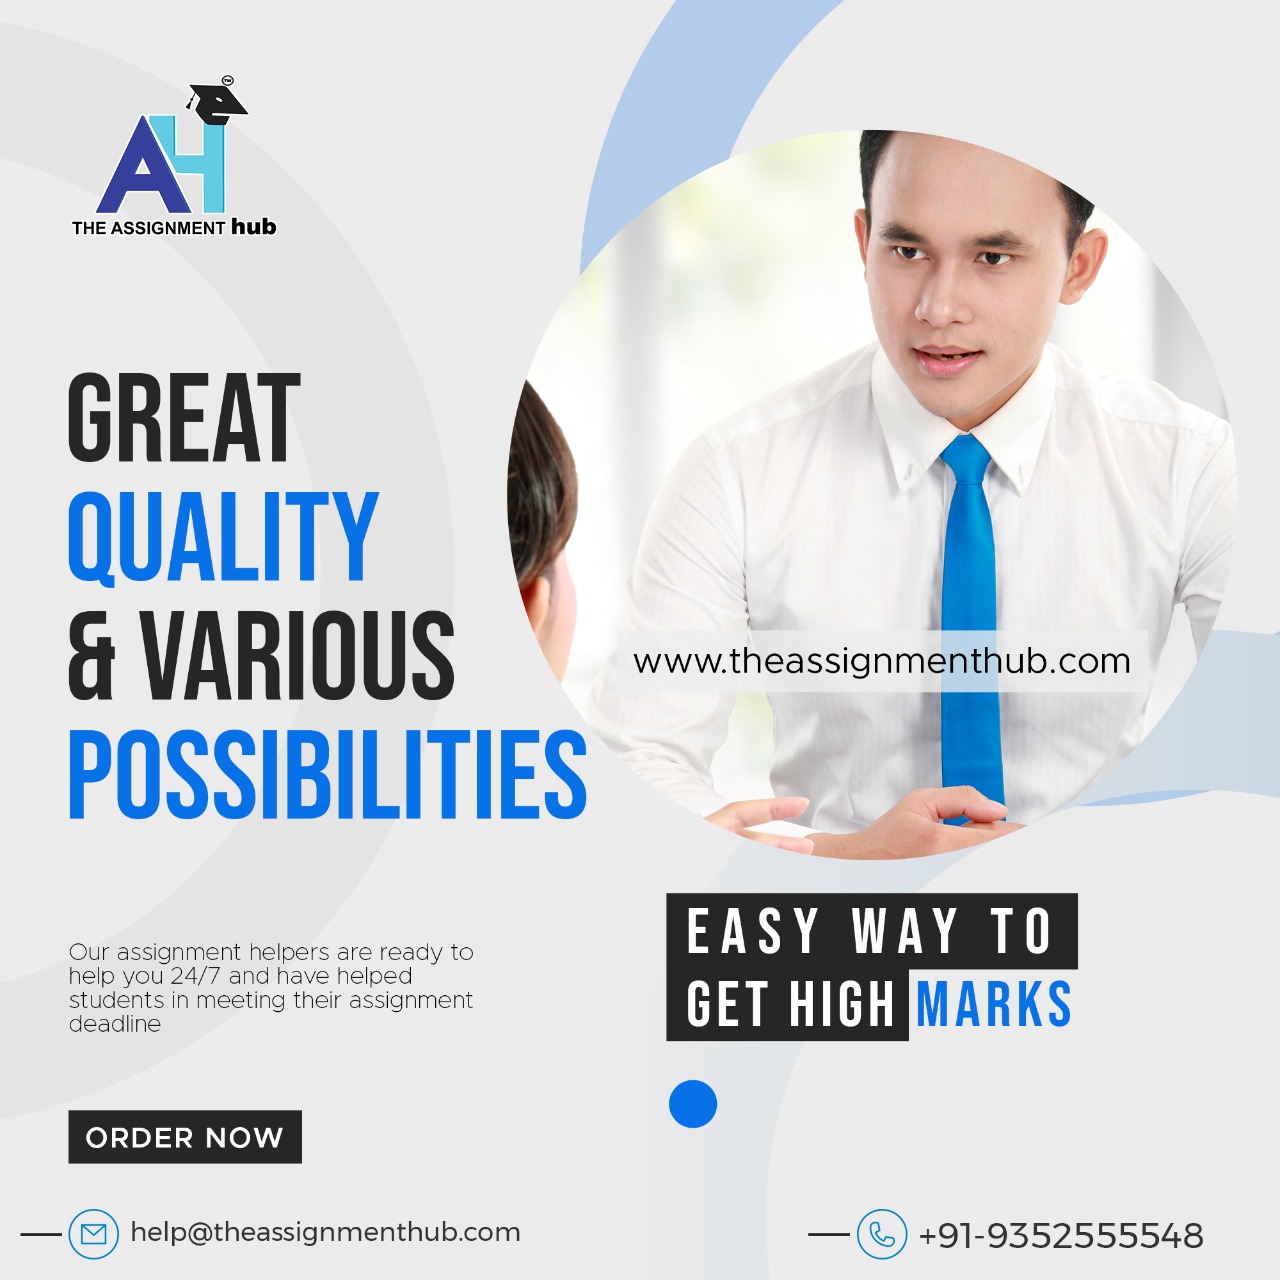 TM
AH
THE ASSIGNMENT hub
GREAT
QUALITY
& VARIOUS
POSSIBILITIES
www.theassignmenthub.com
EASY WAY TO
GET HIGH MARKS
Our assignment helpers are ready to
help you 24/7 and have helped
students in meeting their assignment
deadline
ORDER NOW
help@theassignmenthub.com
+91-9352555548